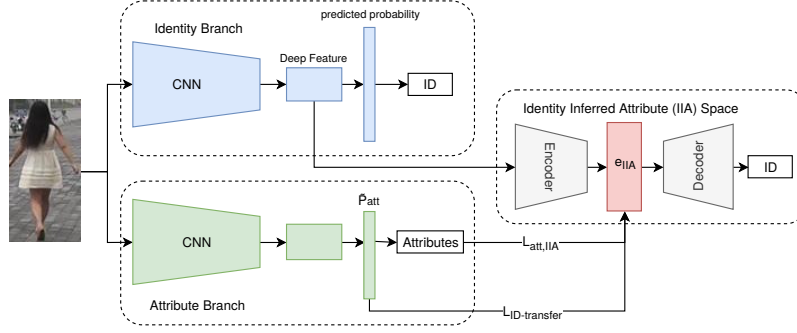 Identity Branch
predicted probability
Deep Feature
CNN
ID
Identity Inferred Attribute (IIA) Space
Encoder
eIIA
Decoder
ID
p̃att
CNN
Attributes
Latt,IIA
Attribute Branch
LID-transfer